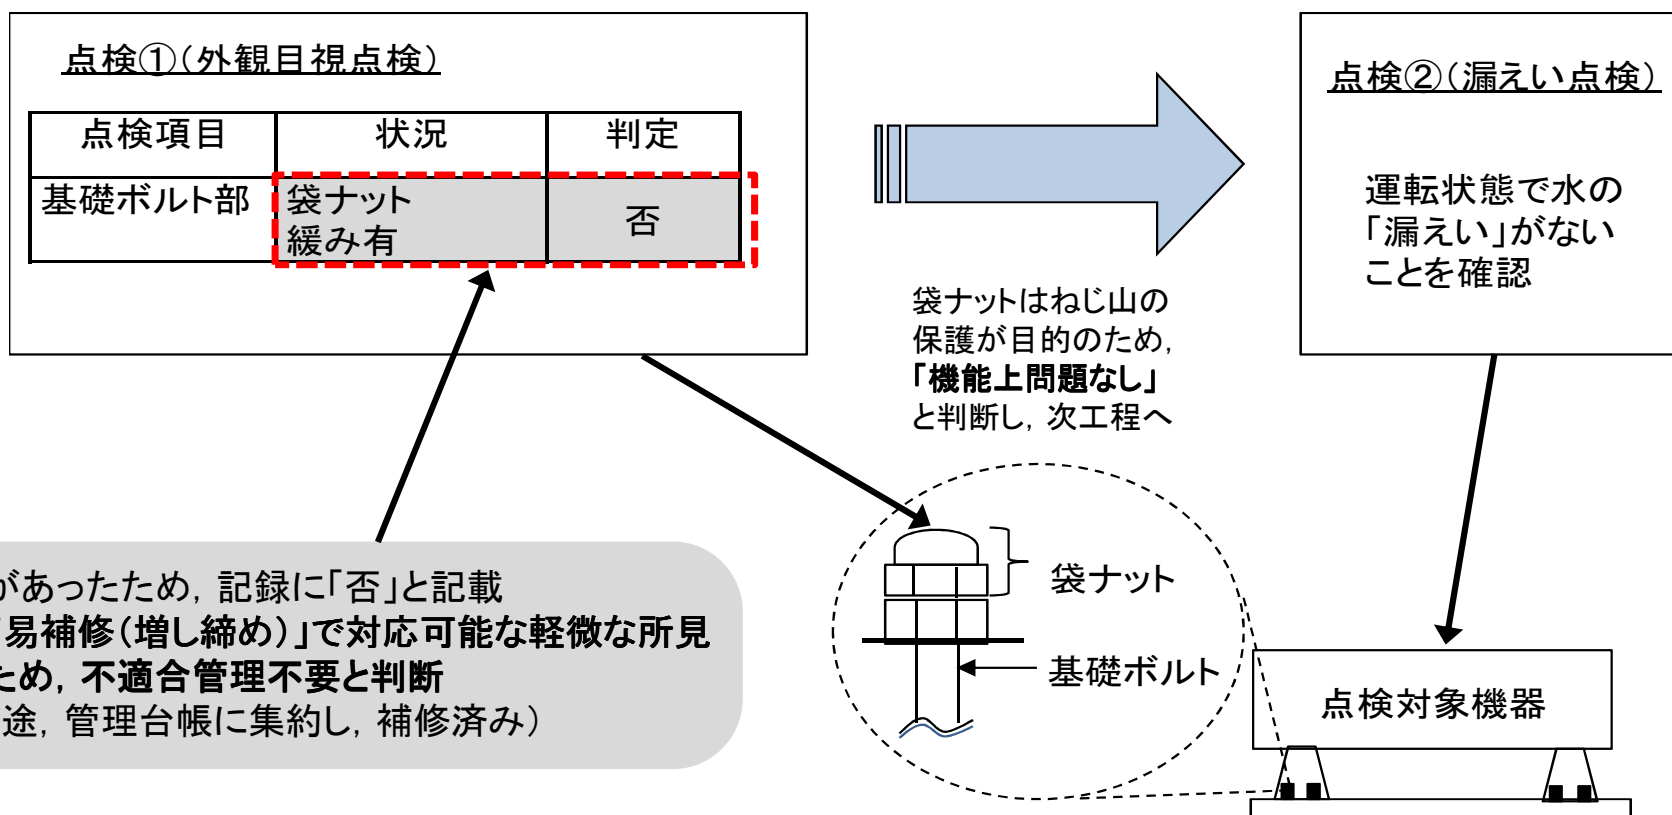 点検①（外観目視点検）
点検項目 状況 判定
基礎ボルト部 袋ナット 緩み有 否
袋ナットはねじ山の
保護が目的のため，
「機能上問題なし」
と判断し，次工程へ
点検②（漏えい点検）
運転状態で水の
「漏えい」がない
ことを確認
があったため，記録に「否」と記載
易補修（増し締め）」で対応可能な軽微な所見
ため，不適合管理不要と判断
途，管理台帳に集約し，補修済み）
袋ナット
基礎ボルト
点検対象機器